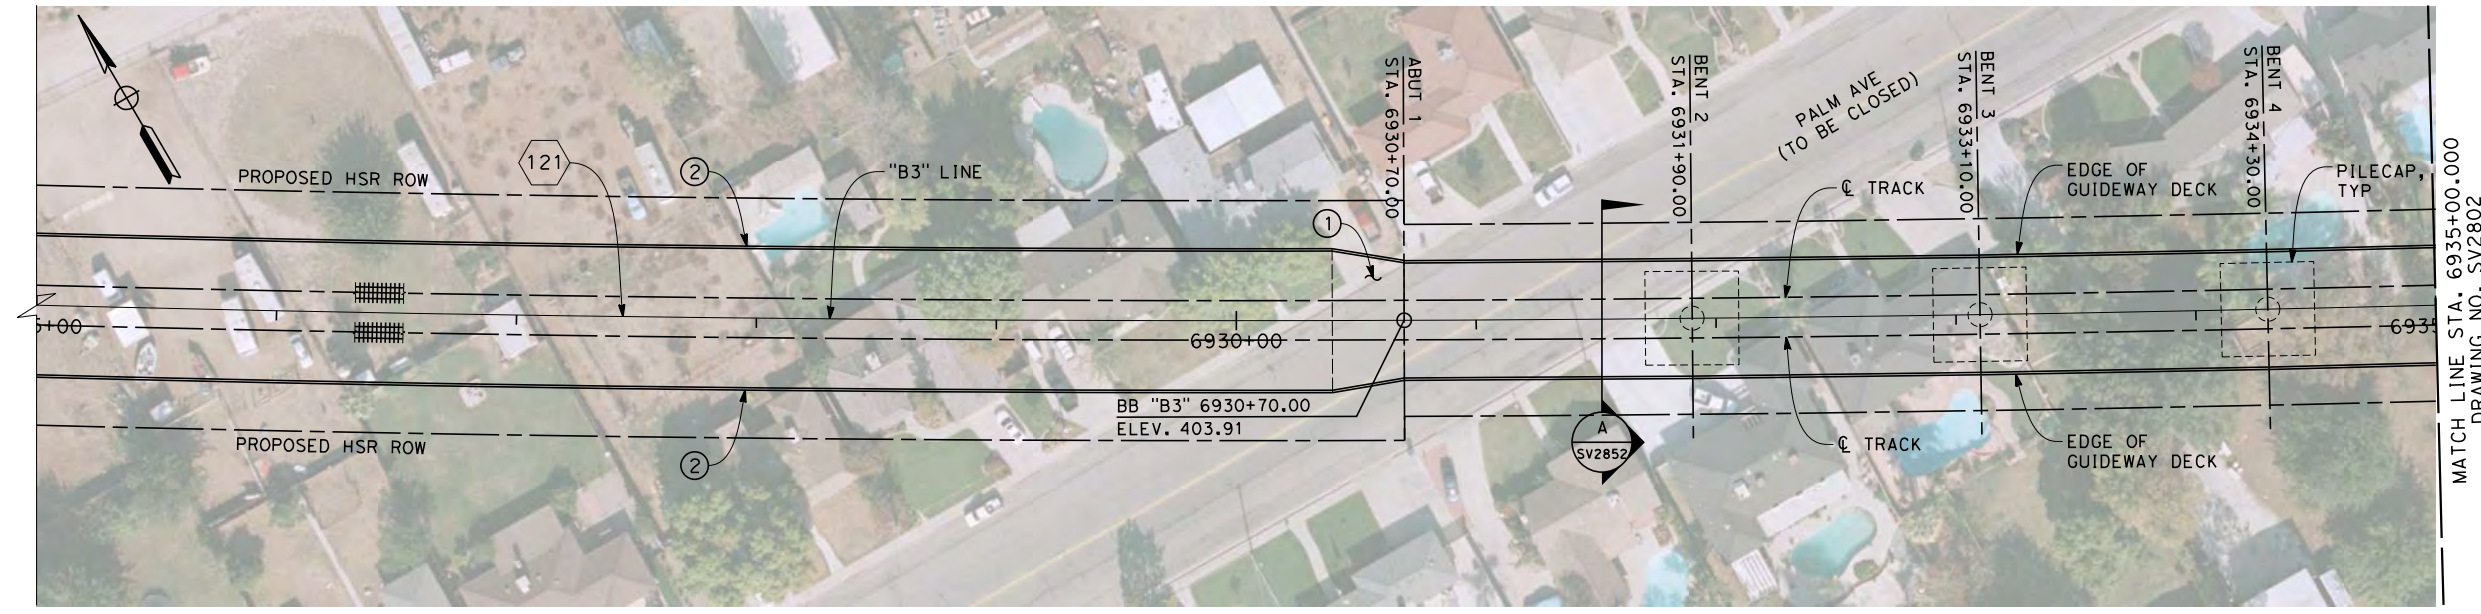 PROPOSED HSR ROW
121
2
"B3" LINE
1
ABUT 1
STA. 6930+70.00
BENT 2
STA. 6931+90.00
PALM AVE
(TO BE CLOSED)
BENT 3
STA. 6933+10.00
BENT 4
STA. 6934+30.00
℄ TRACK
EDGE OF
GUIDEWAY DECK
PILECAP,
TYP
MATCH LINE STA. 6935+00.000
DRAWING NO. SV2802
5+00
6930+00
6935
BB "B3" 6930+70.00
ELEV. 403.91
PROPOSED HSR ROW
2
A
SV2852
℄ TRACK
EDGE OF
GUIDEWAY DECK